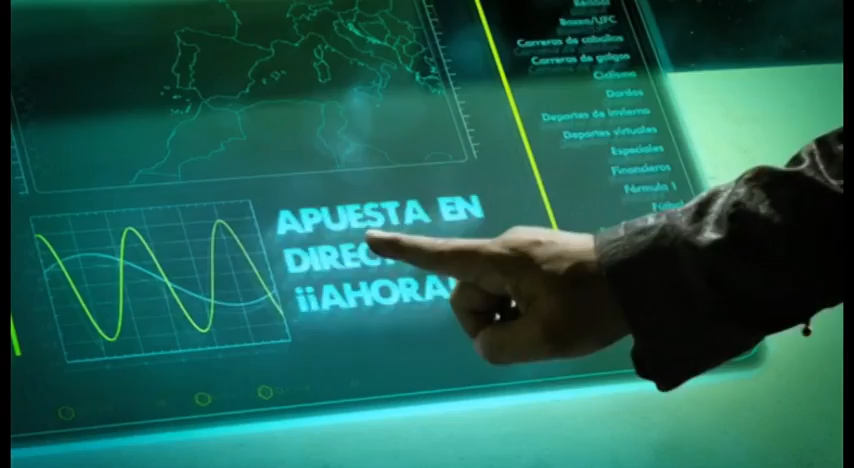 Boxeo/UFC
Carreras de caballos
Carreras de galgos
Ciclismo
Dardos
Deportes de invierno
Deportes virtuales
Especiales
Financieros
Fórmula 1
Fútbol
APUESTA EN
DIREC
¡¡AHORA!